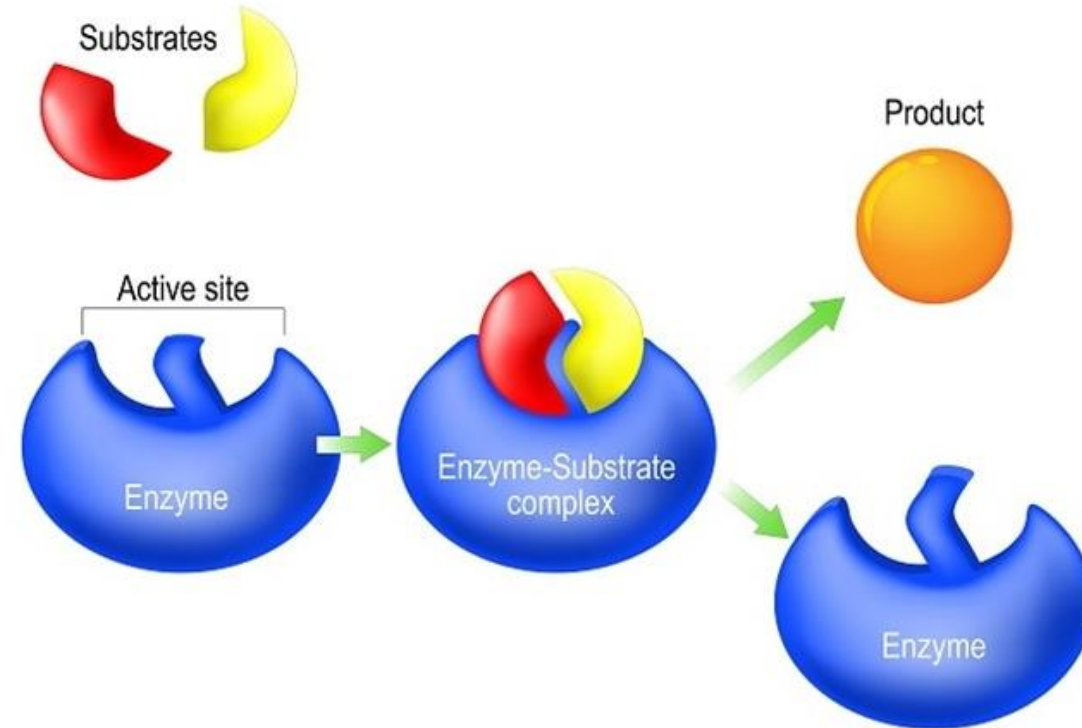 Substrates
Product
Active site
Enzyme
Enzyme-Substrate
complex
Enzyme